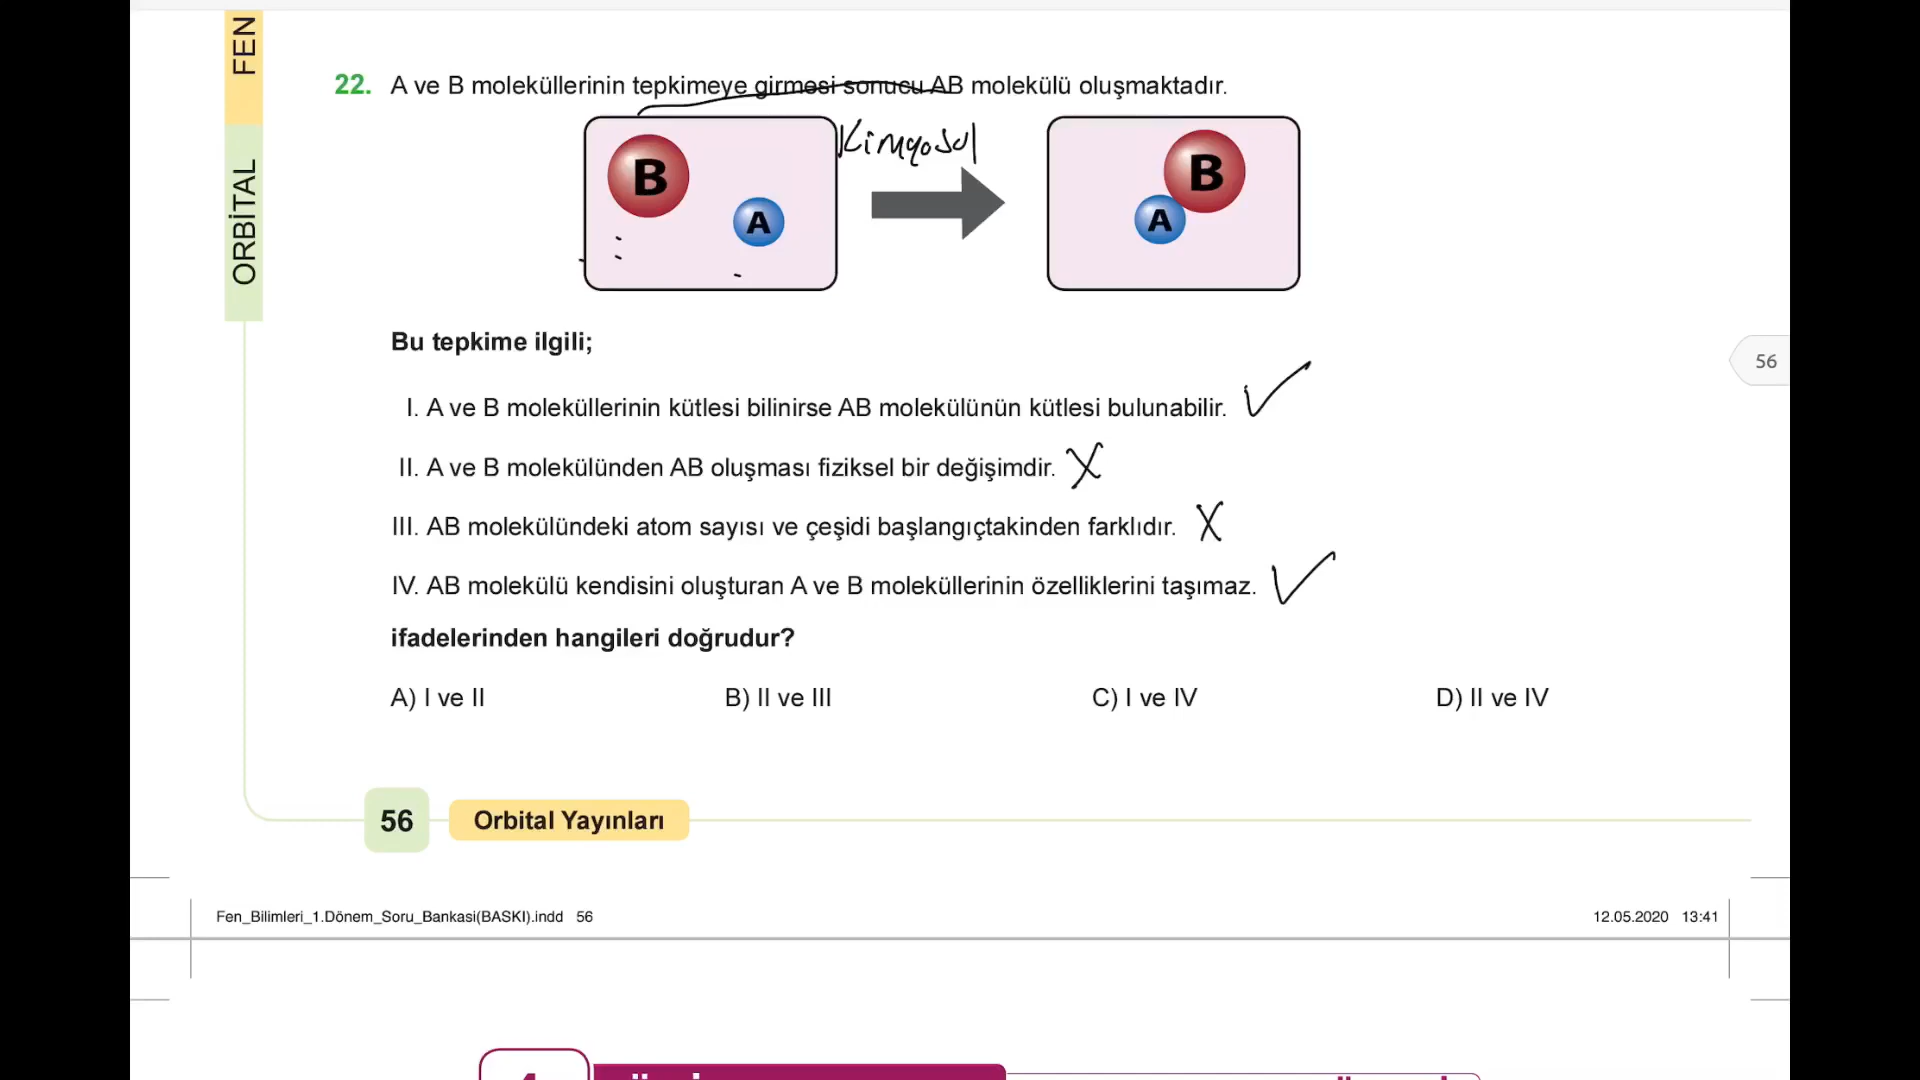 FEN
ORBİTAL
22. A ve B moleküllerinin tepkimeye girmesi sonucu AB molekülü oluşmaktadır.
B
A
Kimyasal
B
A
Bu tepkime ilgili;
I. A ve B moleküllerinin kütlesi bilinirse AB molekülünün kütlesi bulunabilir.
II. A ve B molekülünden AB oluşması fiziksel bir değişimdir.
III. AB molekülündeki atom sayısı ve çeşidi başlangıçtakinden farklıdır.
IV. AB molekülü kendisini oluşturan A ve B moleküllerinin özelliklerini taşımaz.
ifadelerinden hangileri doğrudur?
A) I ve II B) II ve III C) I ve IV D) II ve IV
56
56 Orbital Yayınları
Fen_Bilimleri_1.Dönem_Soru_Bankasi(BASKI).indd 56 12.05.2020 13:41